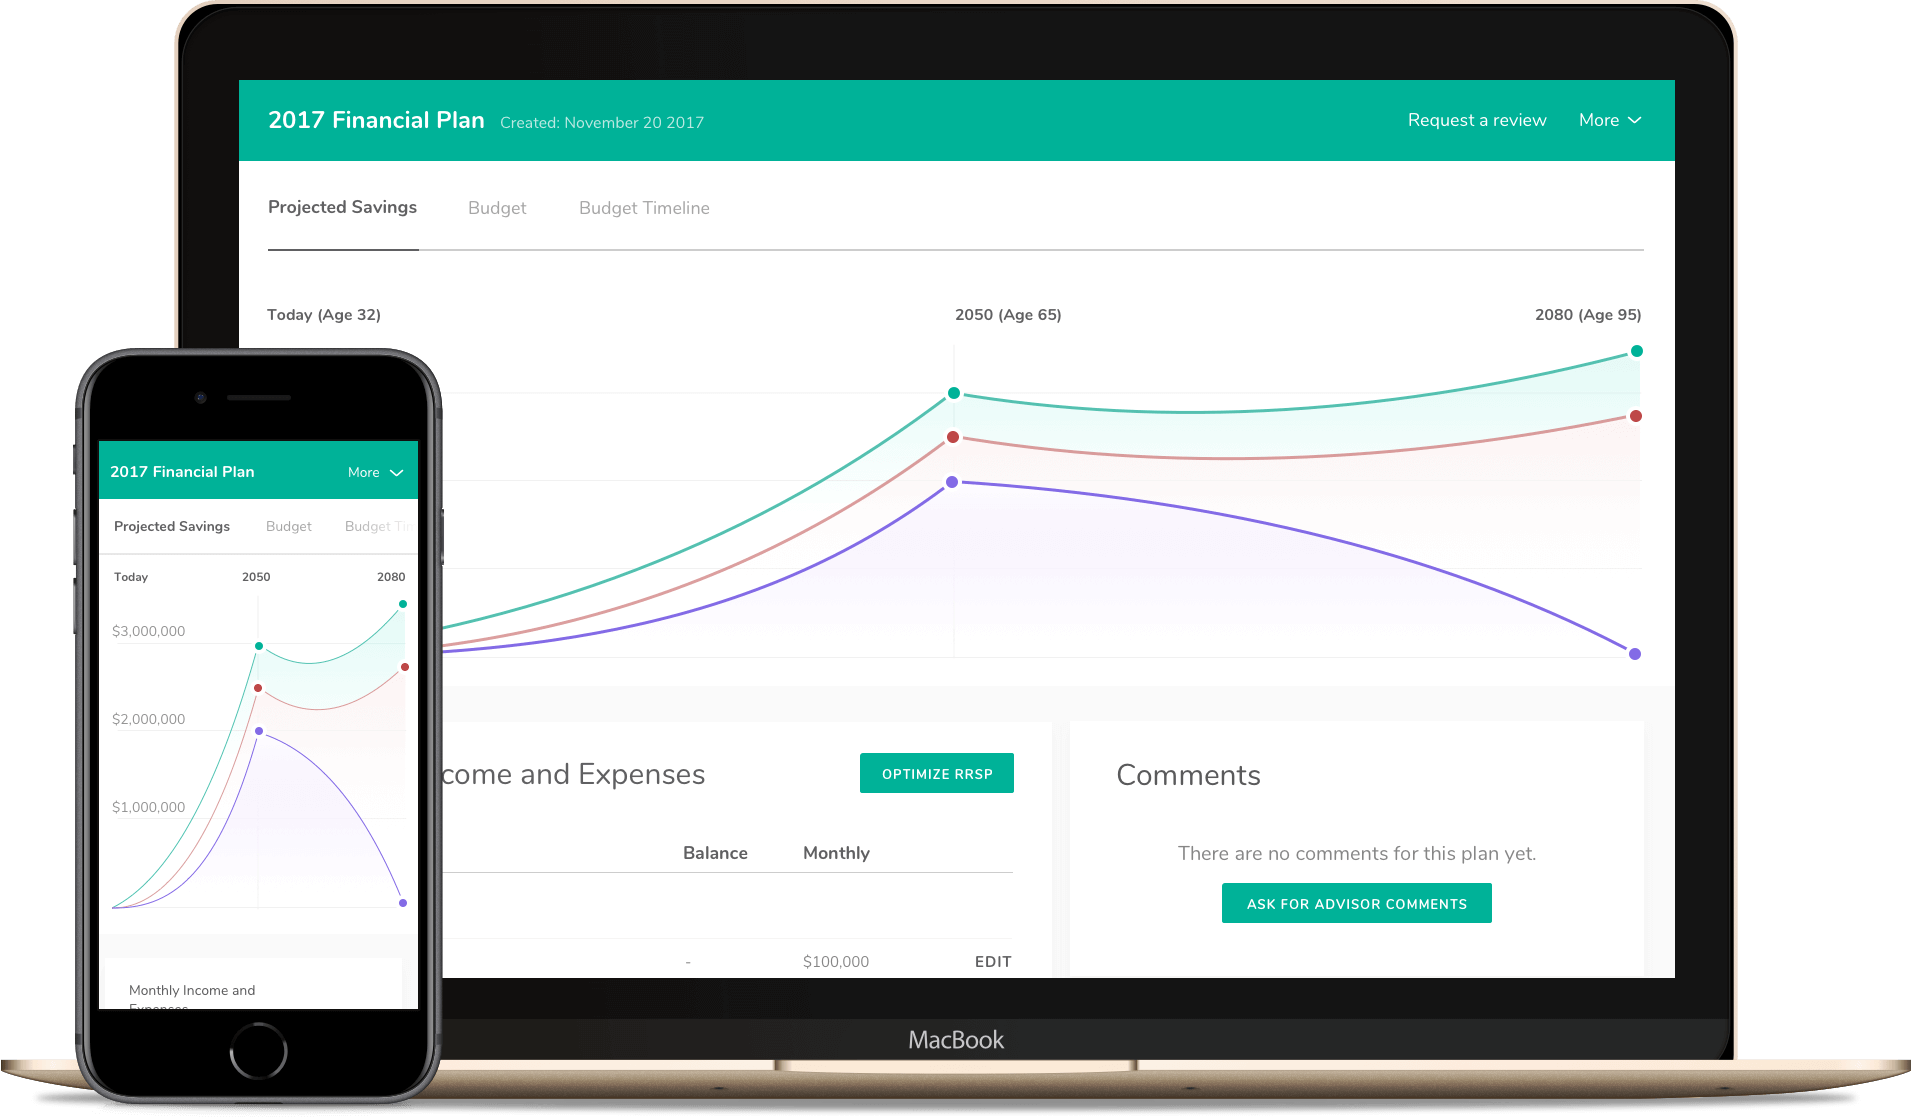 2017 Financial Plan Created: November 20 2017 Request a review More
Projected Savings Budget Budget Timeline
Today (Age 32) 2050 (Age 65) 2080 (Age 95)
come and Expenses OPTIMIZE RRSP
Balance Monthly
- $100,000 EDIT
Comments
There are no comments for this plan yet.
ASK FOR ADVISOR COMMENTS
MacBook
2017 Financial Plan More
Projected Savings Budget Budget Tim
Today 2050 2080
$3,000,000
$2,000,000
$1,000,000
Monthly Income and
Expenses